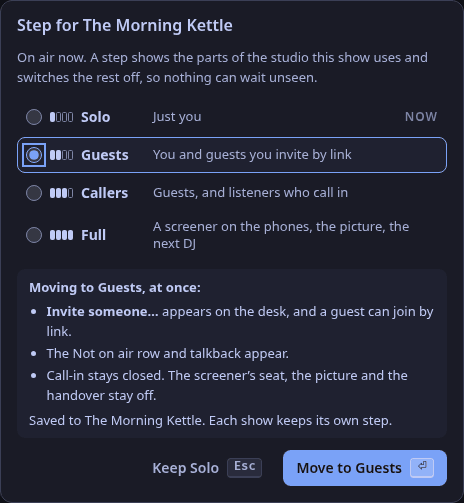 Step for The Morning Kettle
On air now. A step shows the parts of the studio this show uses and
switches the rest off, so nothing can wait unseen.
Solo Just you NOW
Guests You and guests you invite by link
Callers Guests, and listeners who call in
Full A screener on the phones, the picture, the
next DJ
Moving to Guests, at once:
• Invite someone... appears on the desk, and a guest can join by
link.
• The Not on air row and talkback appear.
• Call-in stays closed. The screener’s seat, the picture and the
handover stay off.
Saved to The Morning Kettle. Each show keeps its own step.
Keep Solo Esc Move to Guests ⏎